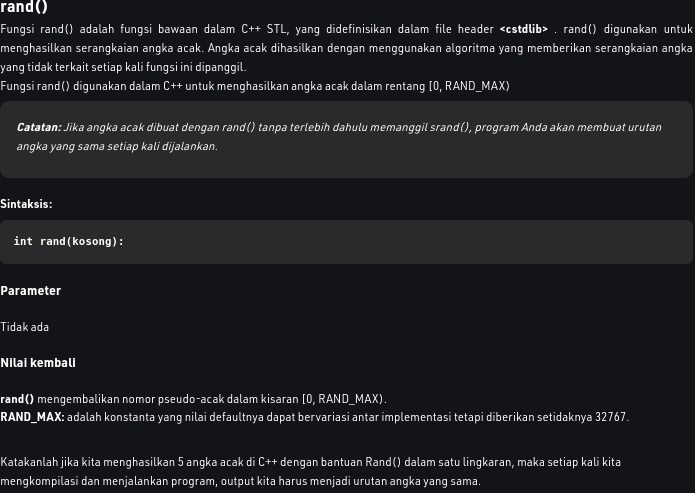 rand()
Fungsi rand() adalah fungsi bawaan dalam C++ STL, yang didefinisikan dalam file header <cstdlib> . rand() digunakan untuk
menghasilkan serangkaian angka acak. Angka acak dihasilkan dengan menggunakan algoritma yang memberikan serangkaian angka
yang tidak terkait setiap kali fungsi ini dipanggil.
Fungsi rand() digunakan dalam C++ untuk menghasilkan angka acak dalam rentang [0, RAND_MAX)
Catatan: Jika angka acak dibuat dengan rand() tanpa terlebih dahulu memanggil srand(), program Anda akan membuat urutan
angka yang sama setiap kali dijalankan.
Sintaksis:
int rand(kosong):
Parameter
Tidak ada
Nilai kembali
rand() mengembalikan nomor pseudo-acak dalam kisaran [0, RAND_MAX).
RAND_MAX: adalah konstanta yang nilai defaultnya dapat bervariasi antar implementasi tetapi diberikan setidaknya 32767.
Katakanlah jika kita menghasilkan 5 angka acak di C++ dengan bantuan Rand() dalam satu lingkaran, maka setiap kali kita
mengkompilasi dan menjalankan program, output kita harus menjadi urutan angka yang sama.